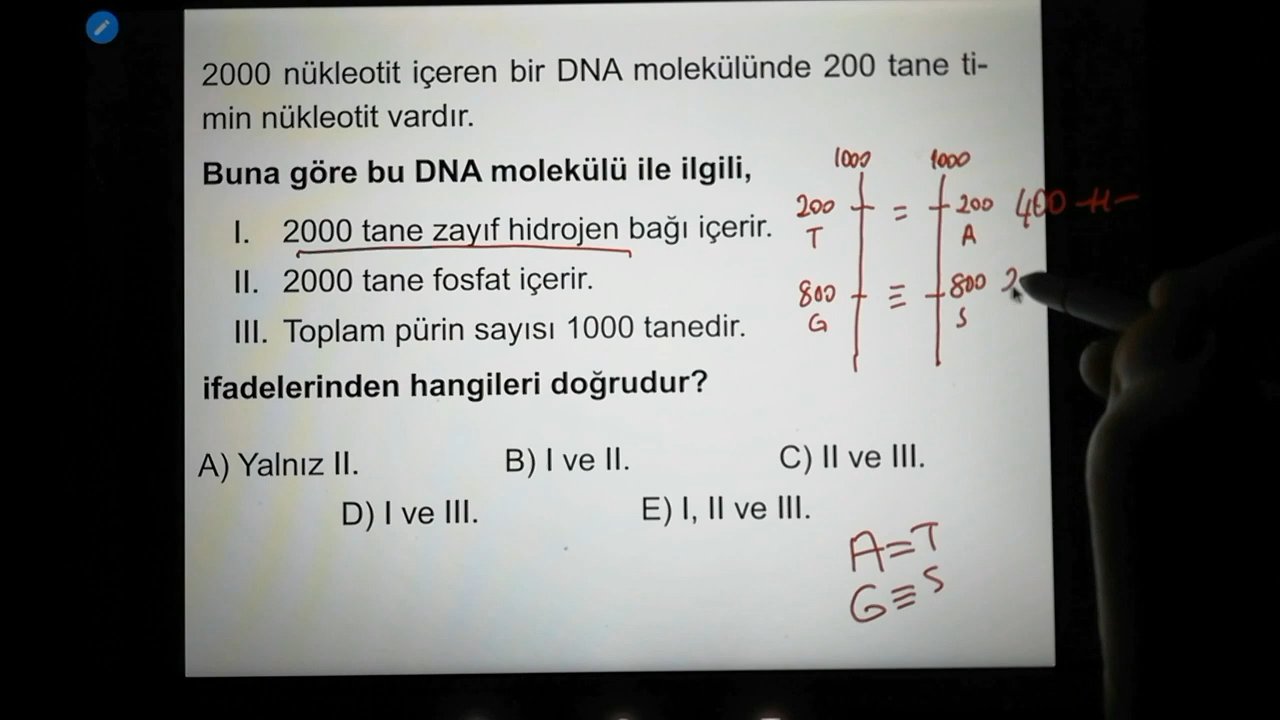 2000 nükleotit içeren bir DNA molekülünde 200 tane ti-
min nükleotit vardır.
Buna göre bu DNA molekülü ile ilgili,
I. 2000 tane zayıf hidrojen bağı içerir.
II. 2000 tane fosfat içerir.
III. Toplam pürin sayısı 1000 tanedir.
ifadelerinden hangileri doğrudur?
A) Yalnız II. B) I ve II. C) II ve III.
D) I ve III. E) I, II ve III.
1000 1000
200 = 200 400 -H-
T A
800 ≡ 800
G S
A=T
G≡S